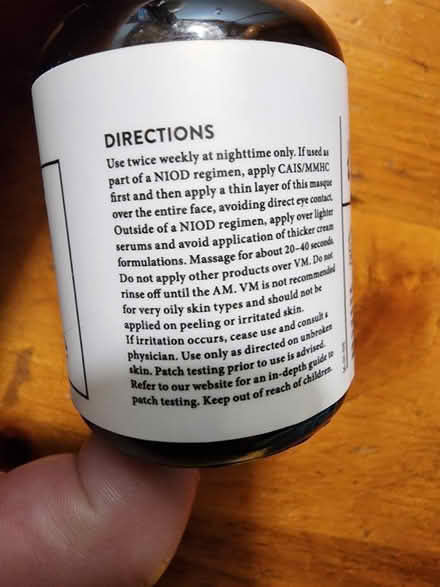 DIRECTIONS
Use twice weekly at nighttime only. If used as
part of a NIOD regimen, apply CAIS/MMHC
first and then apply a thin layer of this masque
over the entire face, avoiding direct eye contact.
Outside of a NIOD regimen, apply over lighter
serums and avoid application of thicker cream
formulations. Massage for about 20-40 seconds.
Do not apply other products over VM. Do not
rinse off until the AM. VM is not recommended
for very oily skin types and should not be
applied on peeling or irritated skin.
If irritation occurs, cease use and consult a
physician. Use only as directed on unbroken
skin. Patch testing prior to use is advised.
Refer to our website for an in-depth guide to
patch testing. Keep out of reach of children.